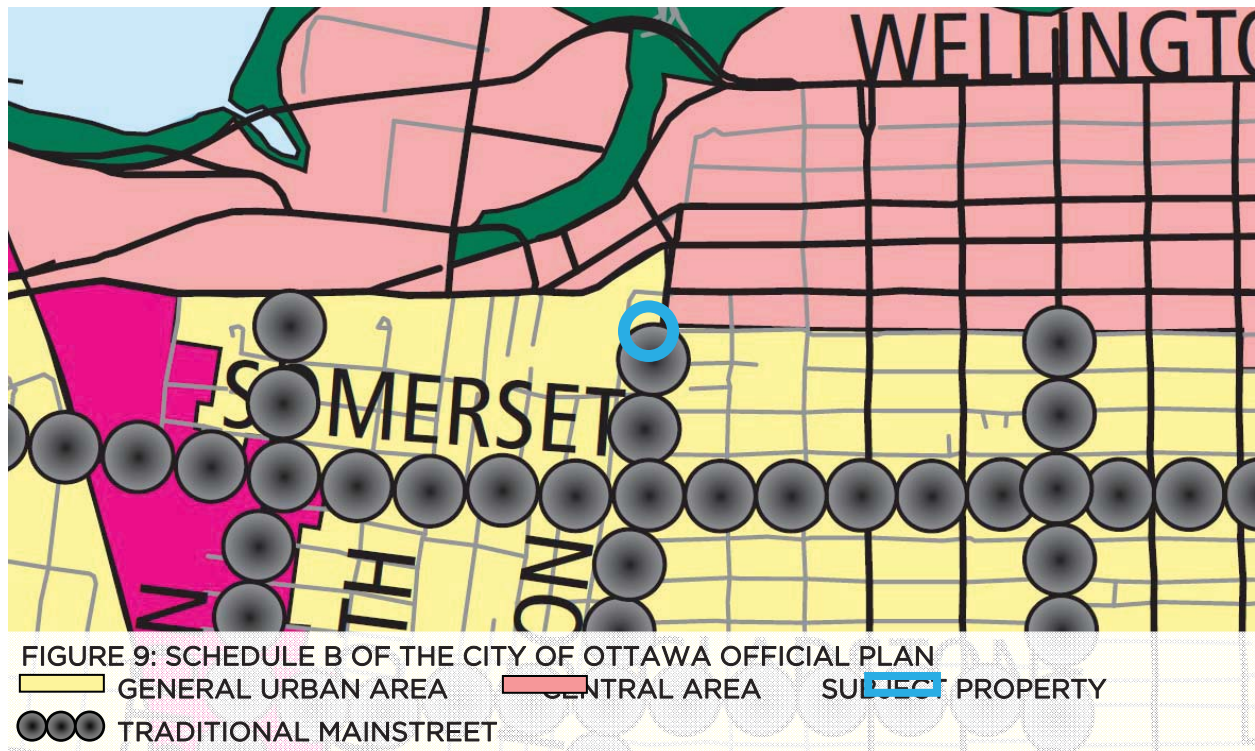 WELLINGTO
SOMERSET
TH
FIGURE 9: SCHEDULE B OF THE CITY OF OTTAWA OFFICIAL PLAN
GENERAL URBAN AREA CENTRAL AREA SUBJECT PROPERTY
TRADITIONAL MAINSTREET